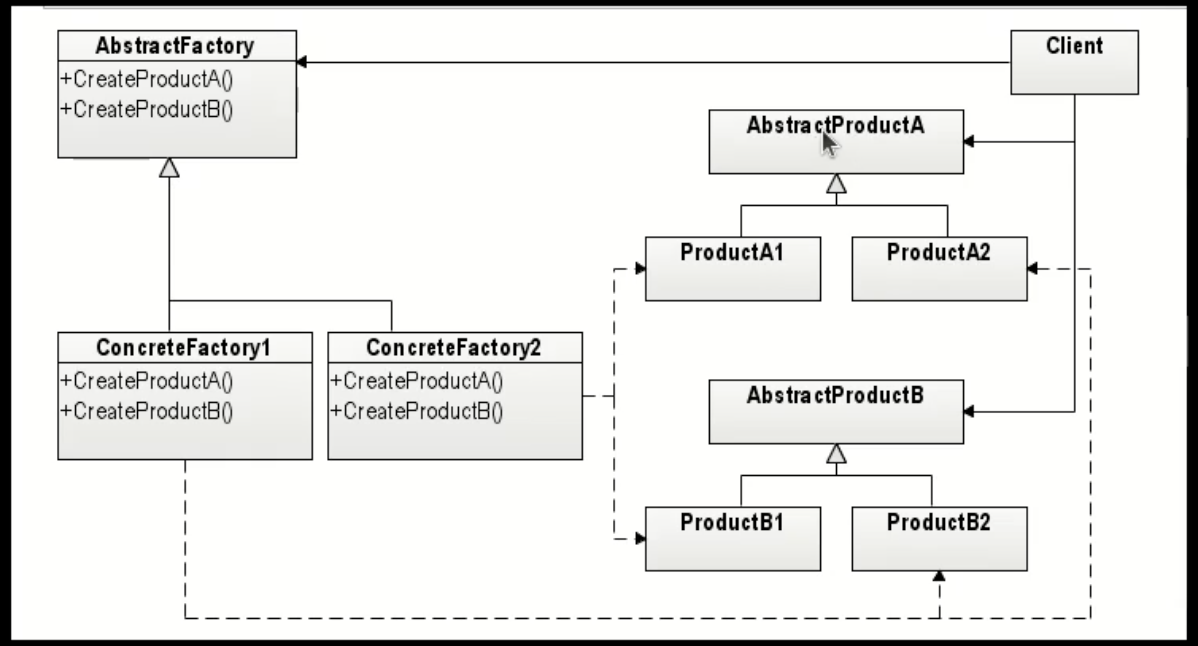 AbstractFactory
+CreateProductA()
+CreateProductB()
Client
AbstractProductA
ProductA1
ProductA2
ConcreteFactory1
+CreateProductA()
+CreateProductB()
ConcreteFactory2
+CreateProductA()
+CreateProductB()
AbstractProductB
ProductB1
ProductB2